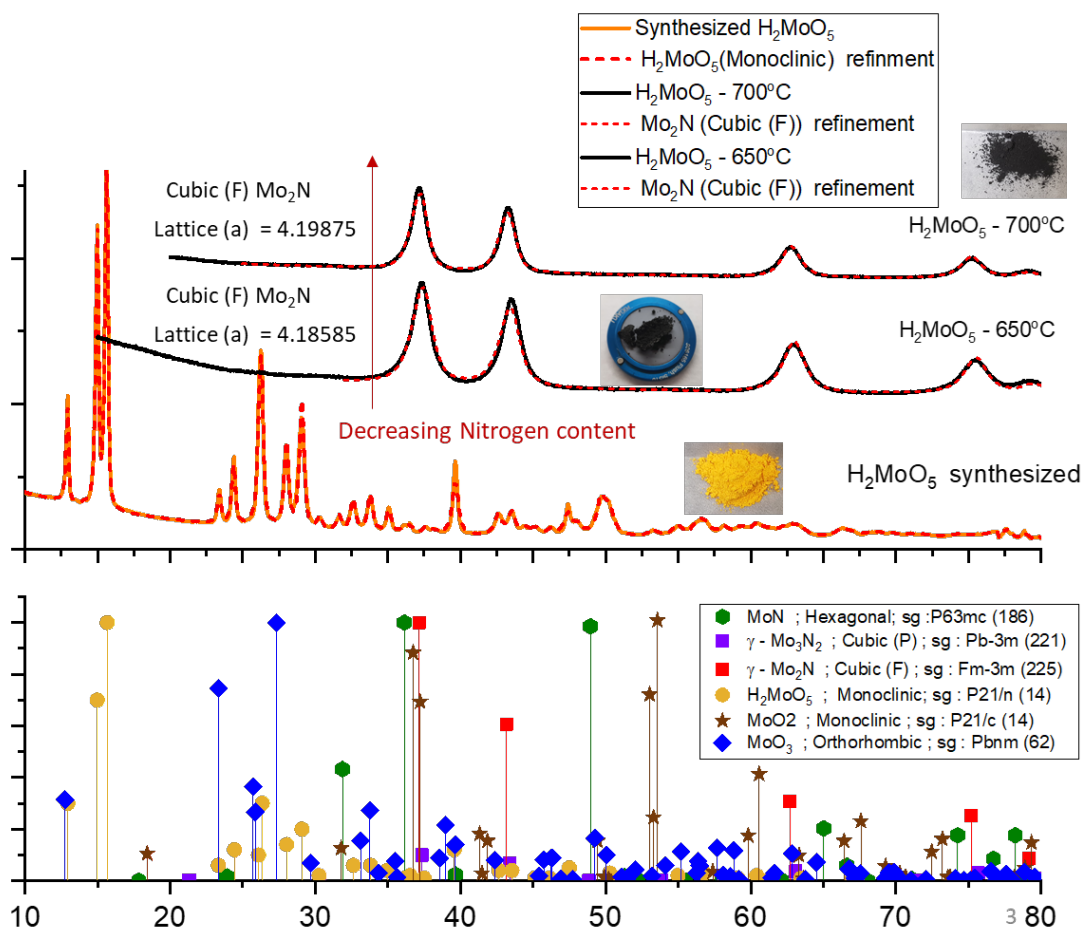 Synthesized H₂MoO₅
H₂MoO₅(Monoclinic) refinment
H₂MoO₅ - 700°C
Mo₂N (Cubic (F)) refinement
H₂MoO₅ - 650°C
Mo₂N (Cubic (F)) refinement
Cubic (F) Mo₂N
Lattice (a) = 4.19875
H₂MoO₅ - 700°C
Cubic (F) Mo₂N
Lattice (a) = 4.18585
H₂MoO₅ - 650°C
Decreasing Nitrogen content
H₂MoO₅ synthesized
MoN ; Hexagonal; sg :P63mc (186)
γ - Mo₃N₂ ; Cubic (P) ; sg : Pb-3m (221)
γ - Mo₂N ; Cubic (F) ; sg : Fm-3m (225)
H₂MoO₅ ; Monoclinic; sg : P21/n (14)
MoO2 ; Monoclinic ; sg : P21/c (14)
MoO₃ ; Orthorhombic ; sg : Pbnm (62)
10 20 30 40 50 60 70 3 80